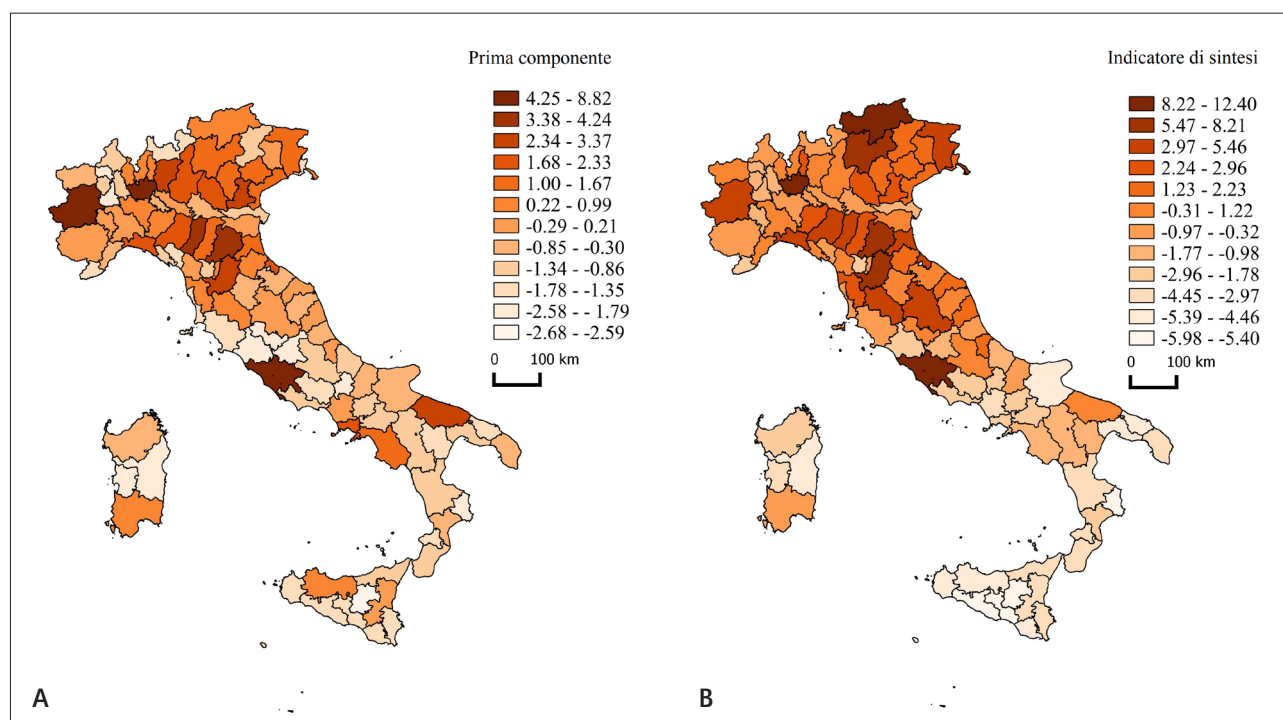 Prima componente
4.25 - 8.82
3.38 - 4.24
2.34 - 3.37
1.68 - 2.33
1.00 - 1.67
0.22 - 0.99
-0.29 - 0.21
-0.85 - -0.30
-1.34 - -0.86
-1.78 - -1.35
-2.58 - -1.79
-2.68 - -2.59
0 100 km
A
Indicatore di sintesi
8.22 - 12.40
5.47 - 8.21
2.97 - 5.46
2.24 - 2.96
1.23 - 2.23
-0.31 - 1.22
-0.97 - -0.32
-1.77 - -0.98
-2.96 - -1.78
-4.45 - -2.97
-5.39 - -4.46
-5.98 - -5.40
0 100 km
B